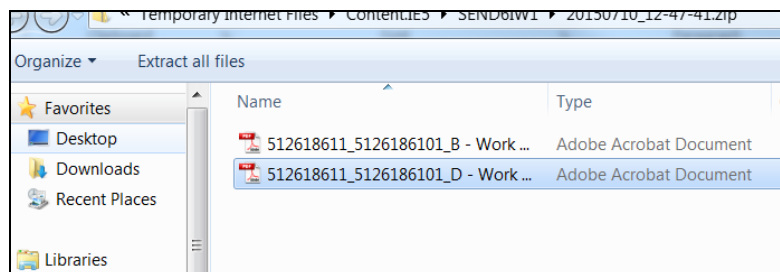 « Temporary Internet Files ▸ Content.IE5 ▸ SEND6IW1 ▸ 20150710_12-47-41.zip
Organize ▾ Extract all files
Favorites
Desktop
Downloads
Recent Places
Libraries
Name Type
512618611_5126186101_B - Work ... Adobe Acrobat Document
512618611_5126186101_D - Work ... Adobe Acrobat Document